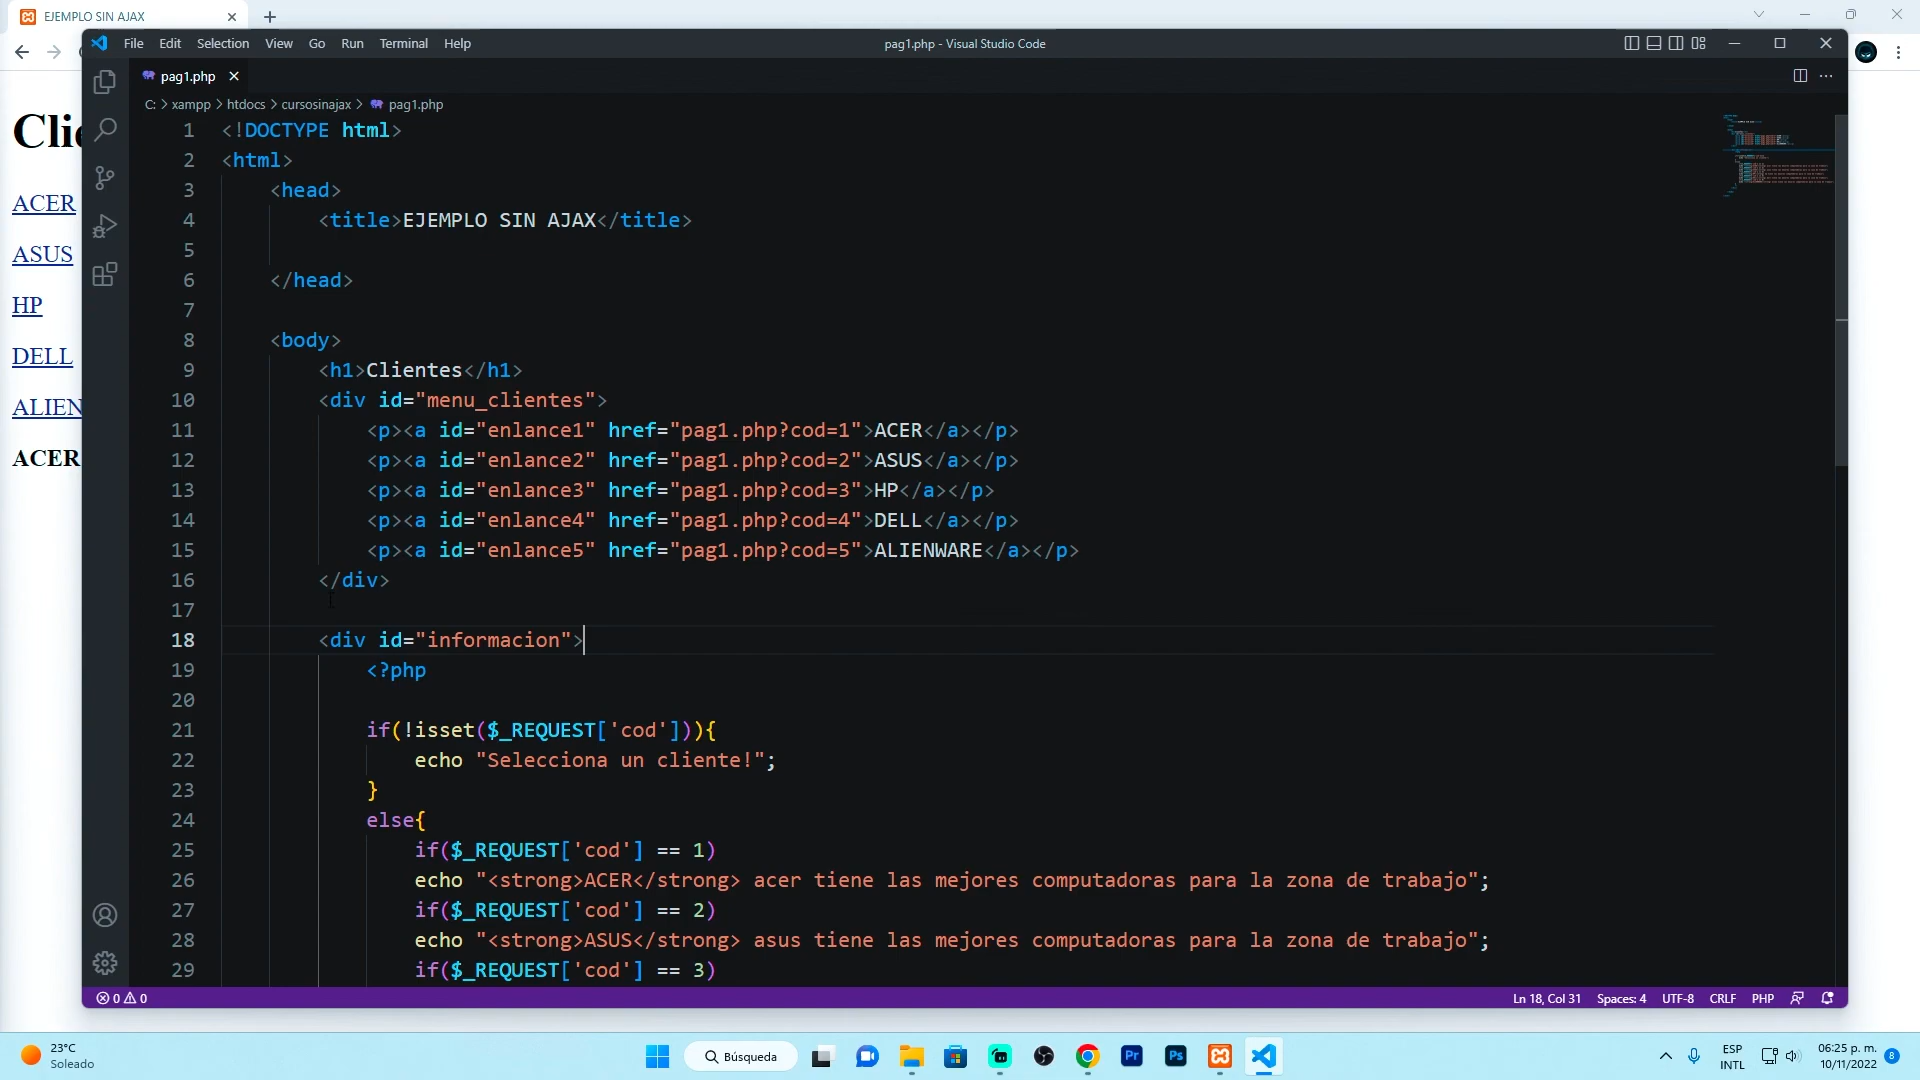 EJEMPLO SIN AJAX
File Edit Selection View Go Run Terminal Help
pag1.php - Visual Studio Code
pag1.php
C: > xampp > htdocs > cursosinajax > pag1.php
Clie
ACER
ASUS
HP
DELL
ALIEN
ACER
1 <!DOCTYPE html>
2 <html>
3 <head>
4 <title>EJEMPLO SIN AJAX</title>
5
6 </head>
7
8 <body>
9 <h1>Clientes</h1>
10 <div id="menu_clientes">
11 <p><a id="enlance1" href="pag1.php?cod=1">ACER</a></p>
12 <p><a id="enlance2" href="pag1.php?cod=2">ASUS</a></p>
13 <p><a id="enlance3" href="pag1.php?cod=3">HP</a></p>
14 <p><a id="enlance4" href="pag1.php?cod=4">DELL</a></p>
15 <p><a id="enlance5" href="pag1.php?cod=5">ALIENWARE</a></p>
16 </div>
17
18 <div id="informacion">
19 <?php
20
21 if(!isset($_REQUEST['cod'])){
22 echo "Selecciona un cliente!";
23 }
24 else{
25 if($_REQUEST['cod'] == 1)
26 echo "<strong>ACER</strong> acer tiene las mejores computadoras para la zona de trabajo";
27 if($_REQUEST['cod'] == 2)
28 echo "<strong>ASUS</strong> asus tiene las mejores computadoras para la zona de trabajo";
29 if($_REQUEST['cod'] == 3)
0 0
Ln 18, Col 31 Spaces: 4 UTF-8 CRLF PHP
23°C
Soleado
Búsqueda
Pr
Ps
ESP
INTL
06:25 p. m.
10/11/2022
8